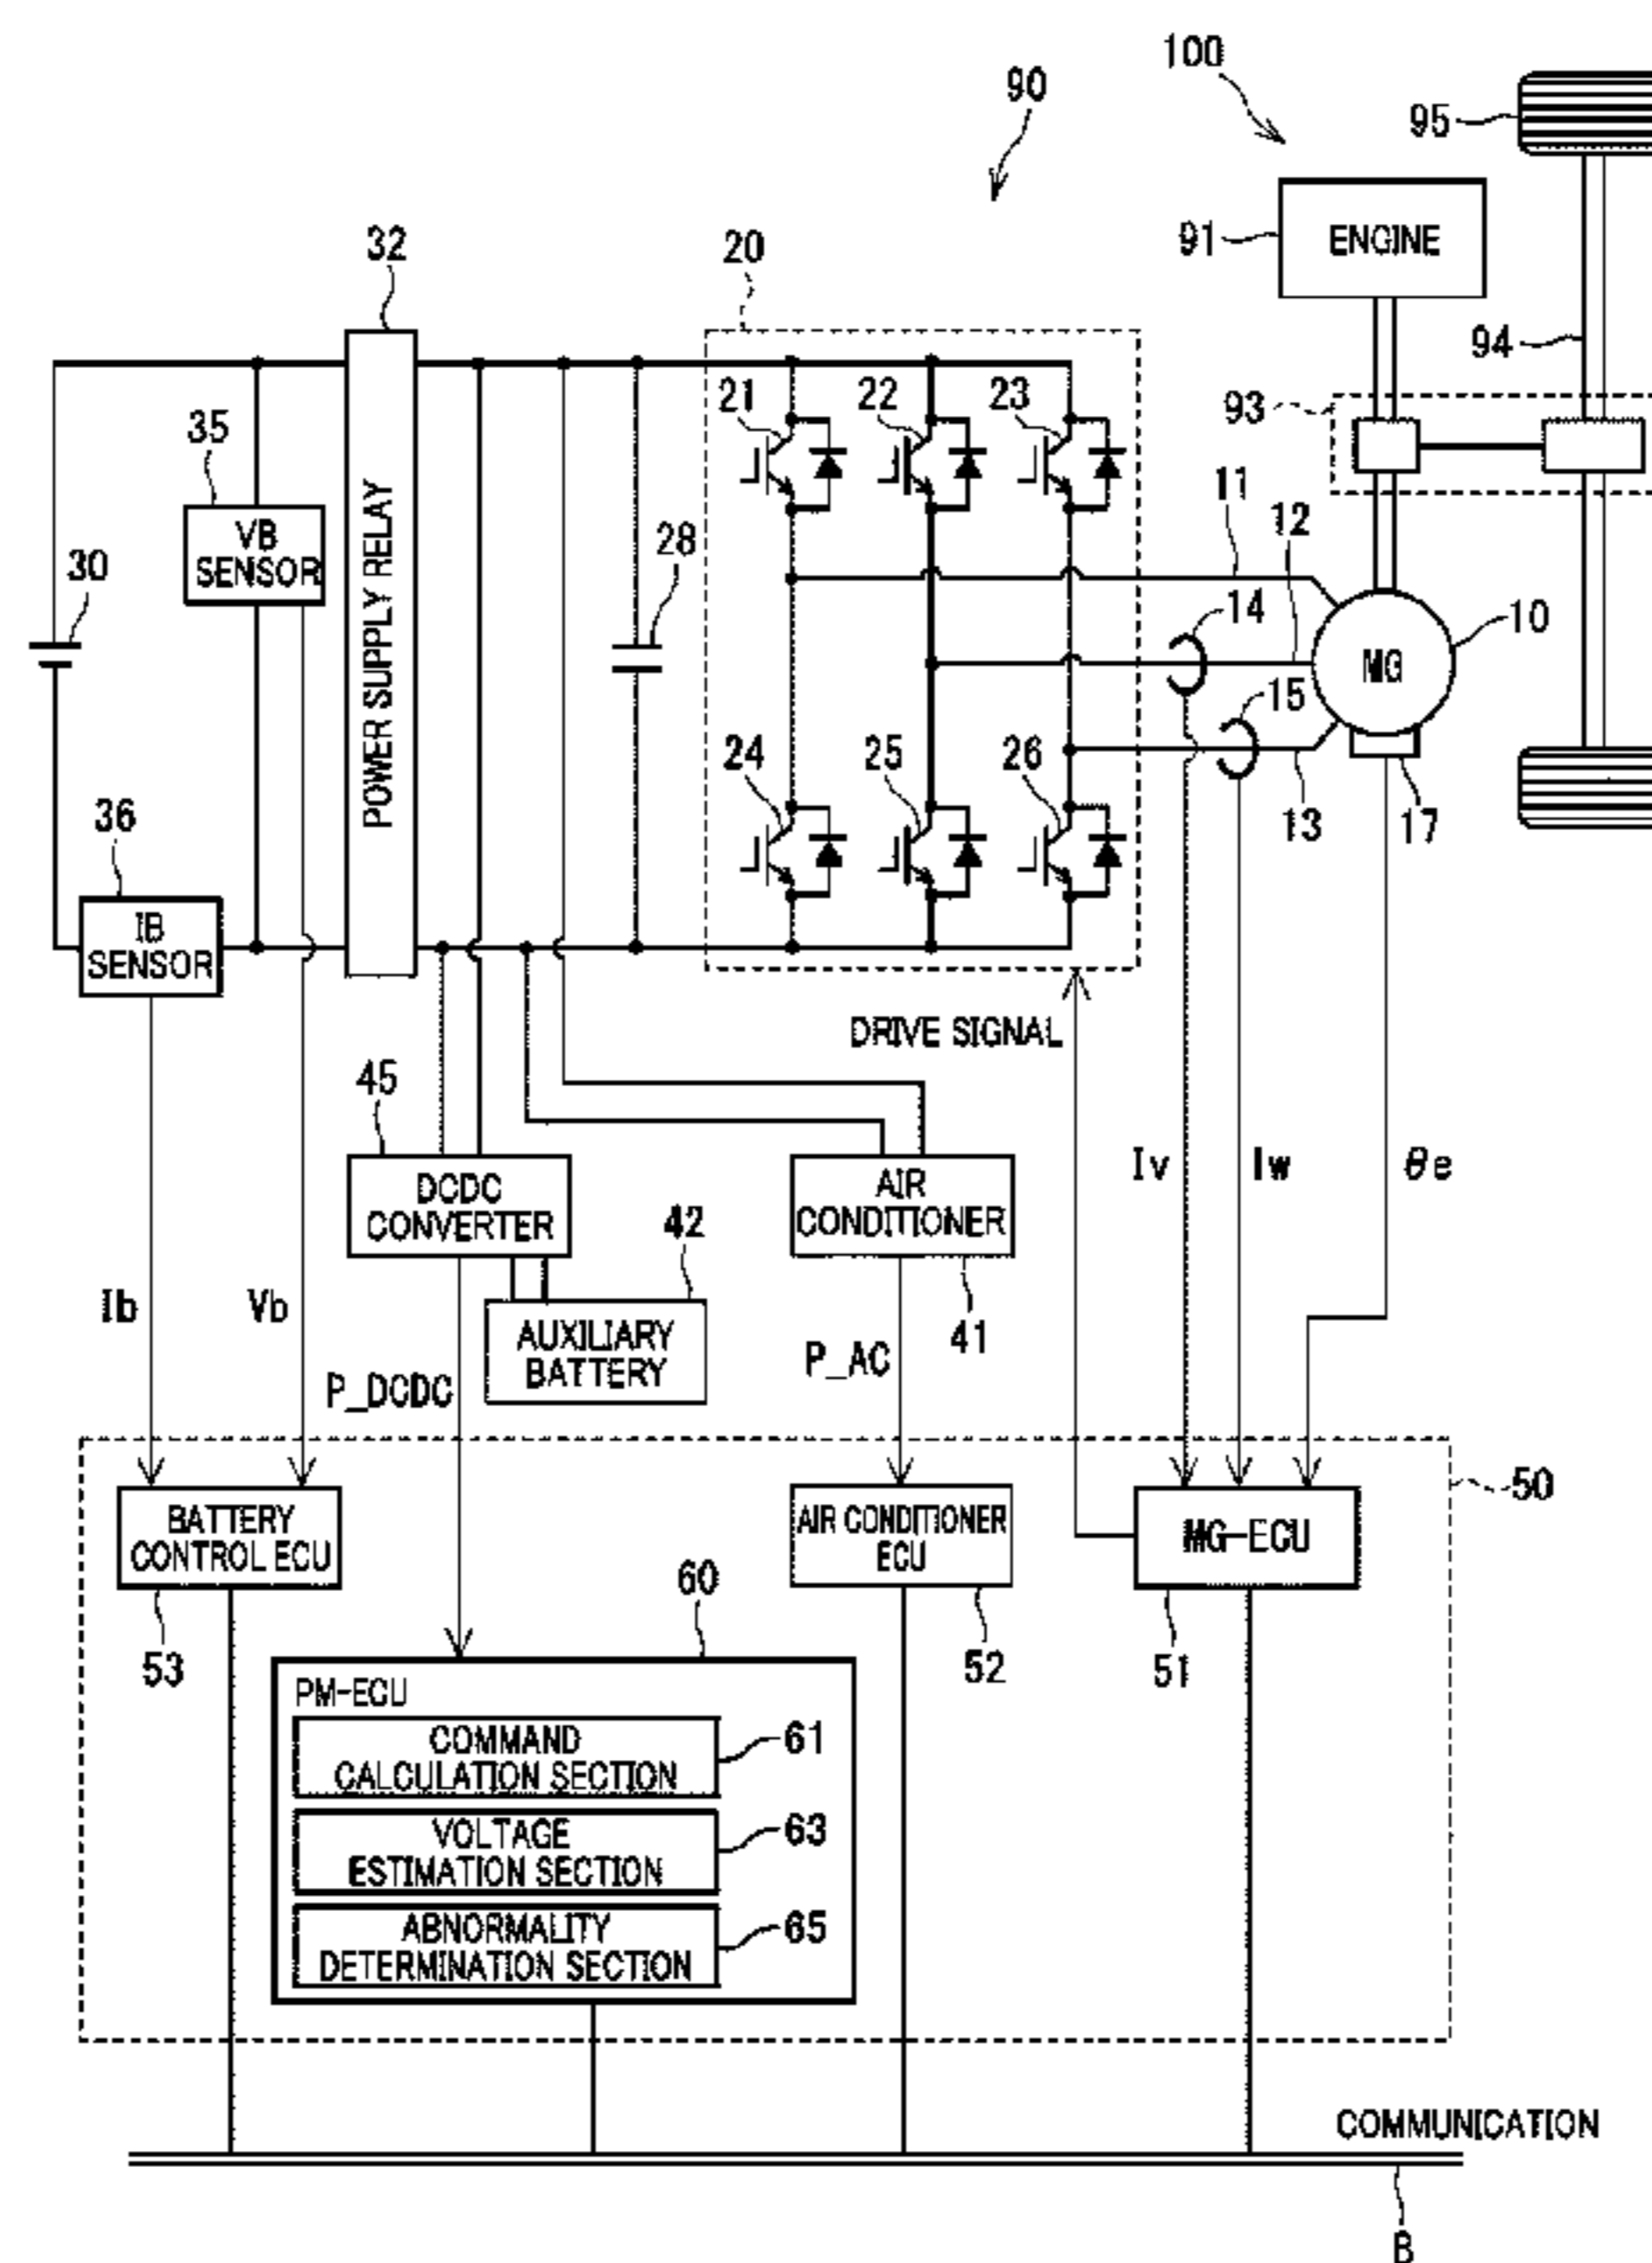 100
90
95
91
ENGINE
32
20
94
21
22
23
93
35
VB
SENSOR
POWER SUPPLY RELAY
11
12
28
30
14
10
MG
15
24
25
26
13
17
36
IB
SENSOR
DRIVE SIGNAL
45
Iv
Iw
θe
DCDC
CONVERTER
AIR
CONDITIONER
42
Ib
Vb
AUXILIARY
BATTERY
41
P_AC
P_DCDC
50
BATTERY
CONTROL ECU
AIR CONDITIONER
ECU
MG-ECU
60
53
52
51
PM-ECU
COMMAND
CALCULATION SECTION
61
VOLTAGE
ESTIMATION SECTION
63
ABNORMALITY
DETERMINATION SECTION
65
COMMUNICATION
B